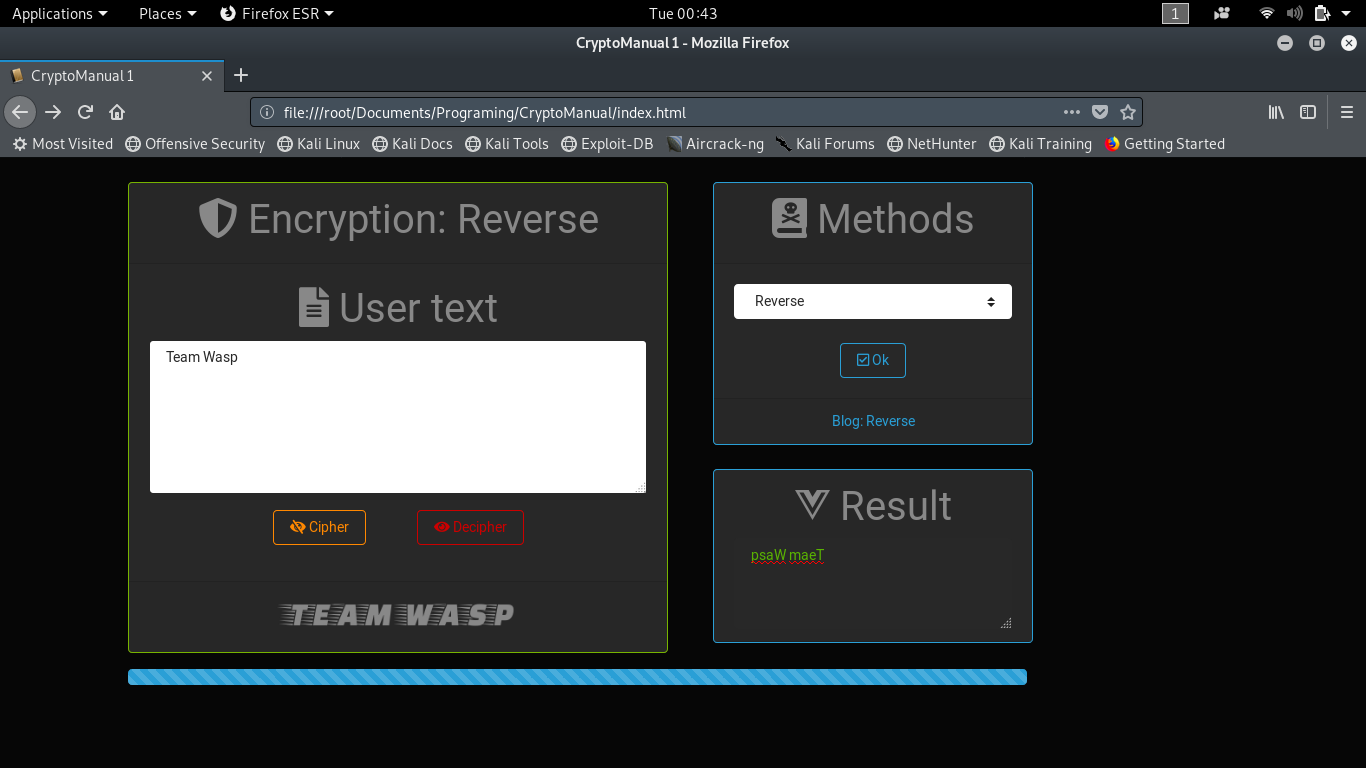 Applications Places Firefox ESR Tue 00:43 1
CryptoManual 1 - Mozilla Firefox
CryptoManual 1
file:///root/Documents/Programing/CryptoManual/index.html
Most Visited Offensive Security Kali Linux Kali Docs Kali Tools Exploit-DB Aircrack-ng Kali Forums NetHunter Kali Training Getting Started
Encryption: Reverse
User text
Team Wasp
Cipher Decipher
TEAM WASP
Methods
Reverse
Ok
Blog: Reverse
Result
psaW maeT